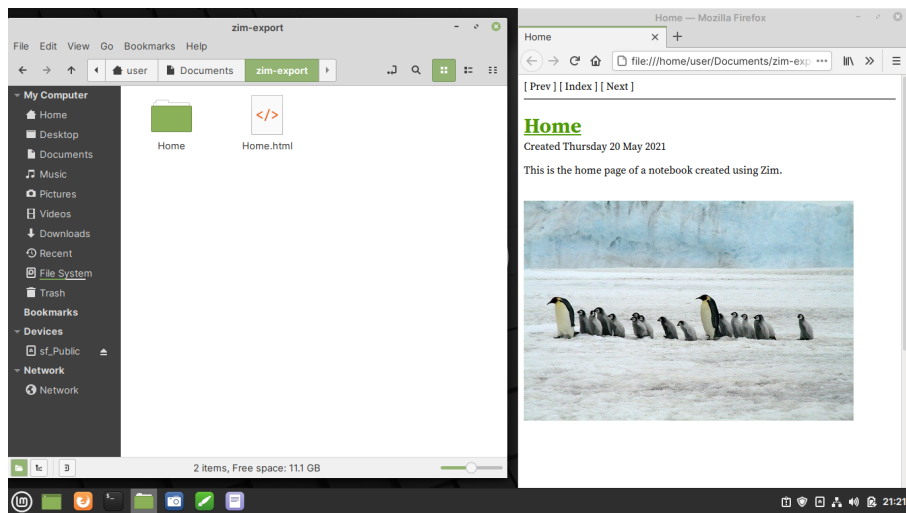 zim-export
File Edit View Go Bookmarks Help
user Documents zim-export
My Computer
Home
Desktop
Documents
Music
Pictures
Videos
Downloads
Recent
File System
Trash
Bookmarks
Devices
sf_Public
Network
Network
Home
Home.html
2 items, Free space: 11.1 GB
Home — Mozilla Firefox
Home
file:///home/user/Documents/zim-exp
[ Prev ] [ Index ] [ Next ]
Home
Created Thursday 20 May 2021
This is the home page of a notebook created using Zim.
21:21